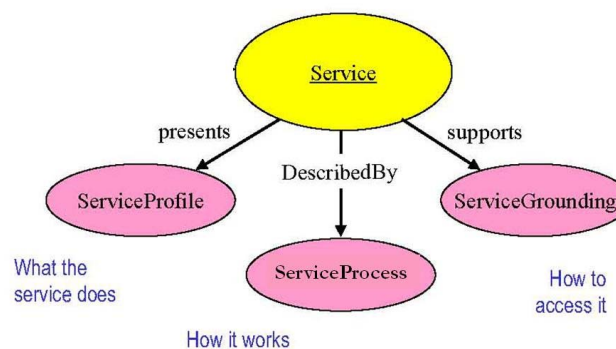 Service
presents
supports
DescribedBy
ServiceProfile
ServiceGrounding
ServiceProcess
What the
service does
How to
access it
How it works